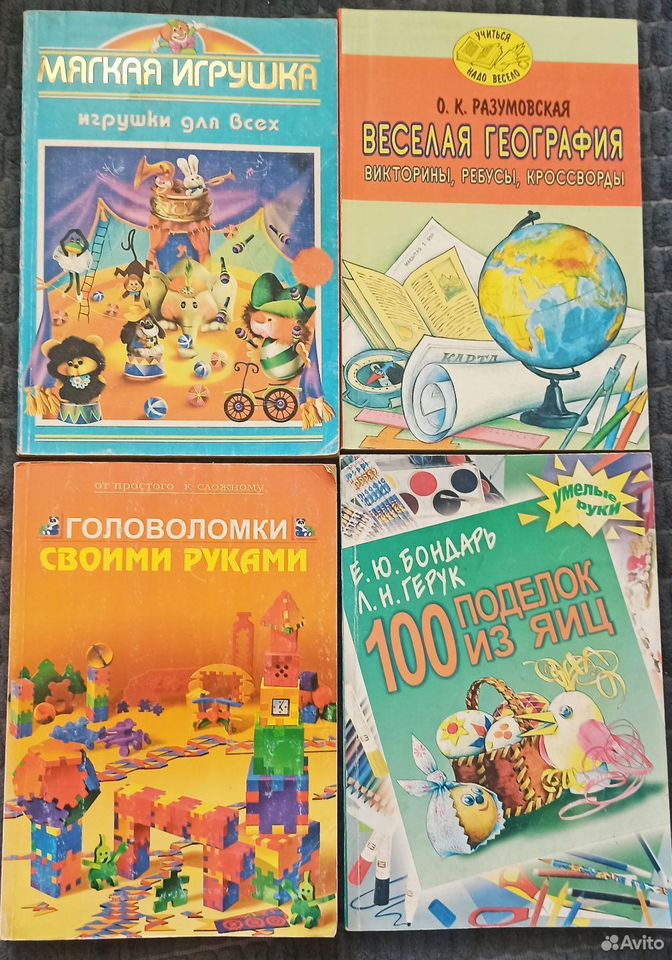 МЯГКАЯ ИГРУШКА
игрушки для всех
УЧИТЬСЯ
НАДО ВЕСЕЛО
О. К. РАЗУМОВСКАЯ
ВЕСЕЛАЯ ГЕОГРАФИЯ
ВИКТОРИНЫ, РЕБУСЫ, КРОССВОРДЫ
КАРТА
от простого к сложному
ГОЛОВОЛОМКИ
СВОИМИ РУКАМИ
умелые
руки
Е. Ю. БОНДАРЬ
Л. Н. ГЕРУК
100 ПОДЕЛОК
ИЗ ЯИЦ
Avito